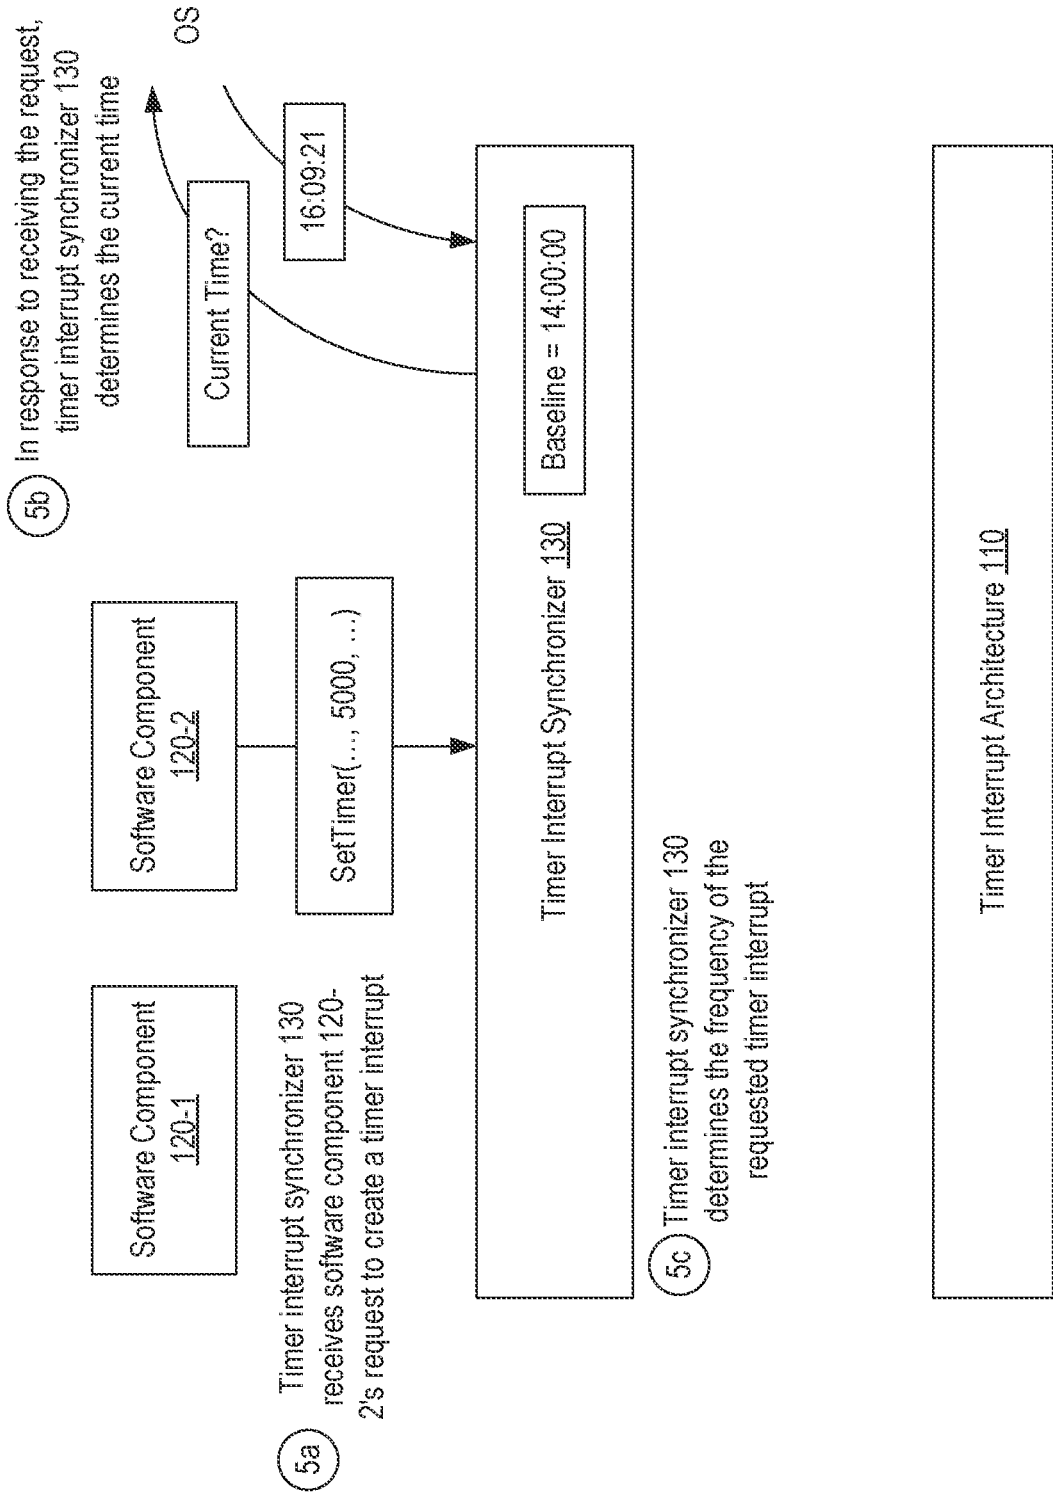 5b
In response to receiving the request,
timer interrupt synchronizer 130
determines the current time
OS
Current Time?
16:09:21
Software Component
120-1
Software Component
120-2
5a
Timer interrupt synchronizer 130
receives software component 120-
2's request to create a timer interrupt
SetTimer(..., 5000, ...)
Timer Interrupt Synchronizer 130
Baseline = 14:00:00
5c
Timer interrupt synchronizer 130
determines the frequency of the
requested timer interrupt
Timer Interrupt Architecture 110